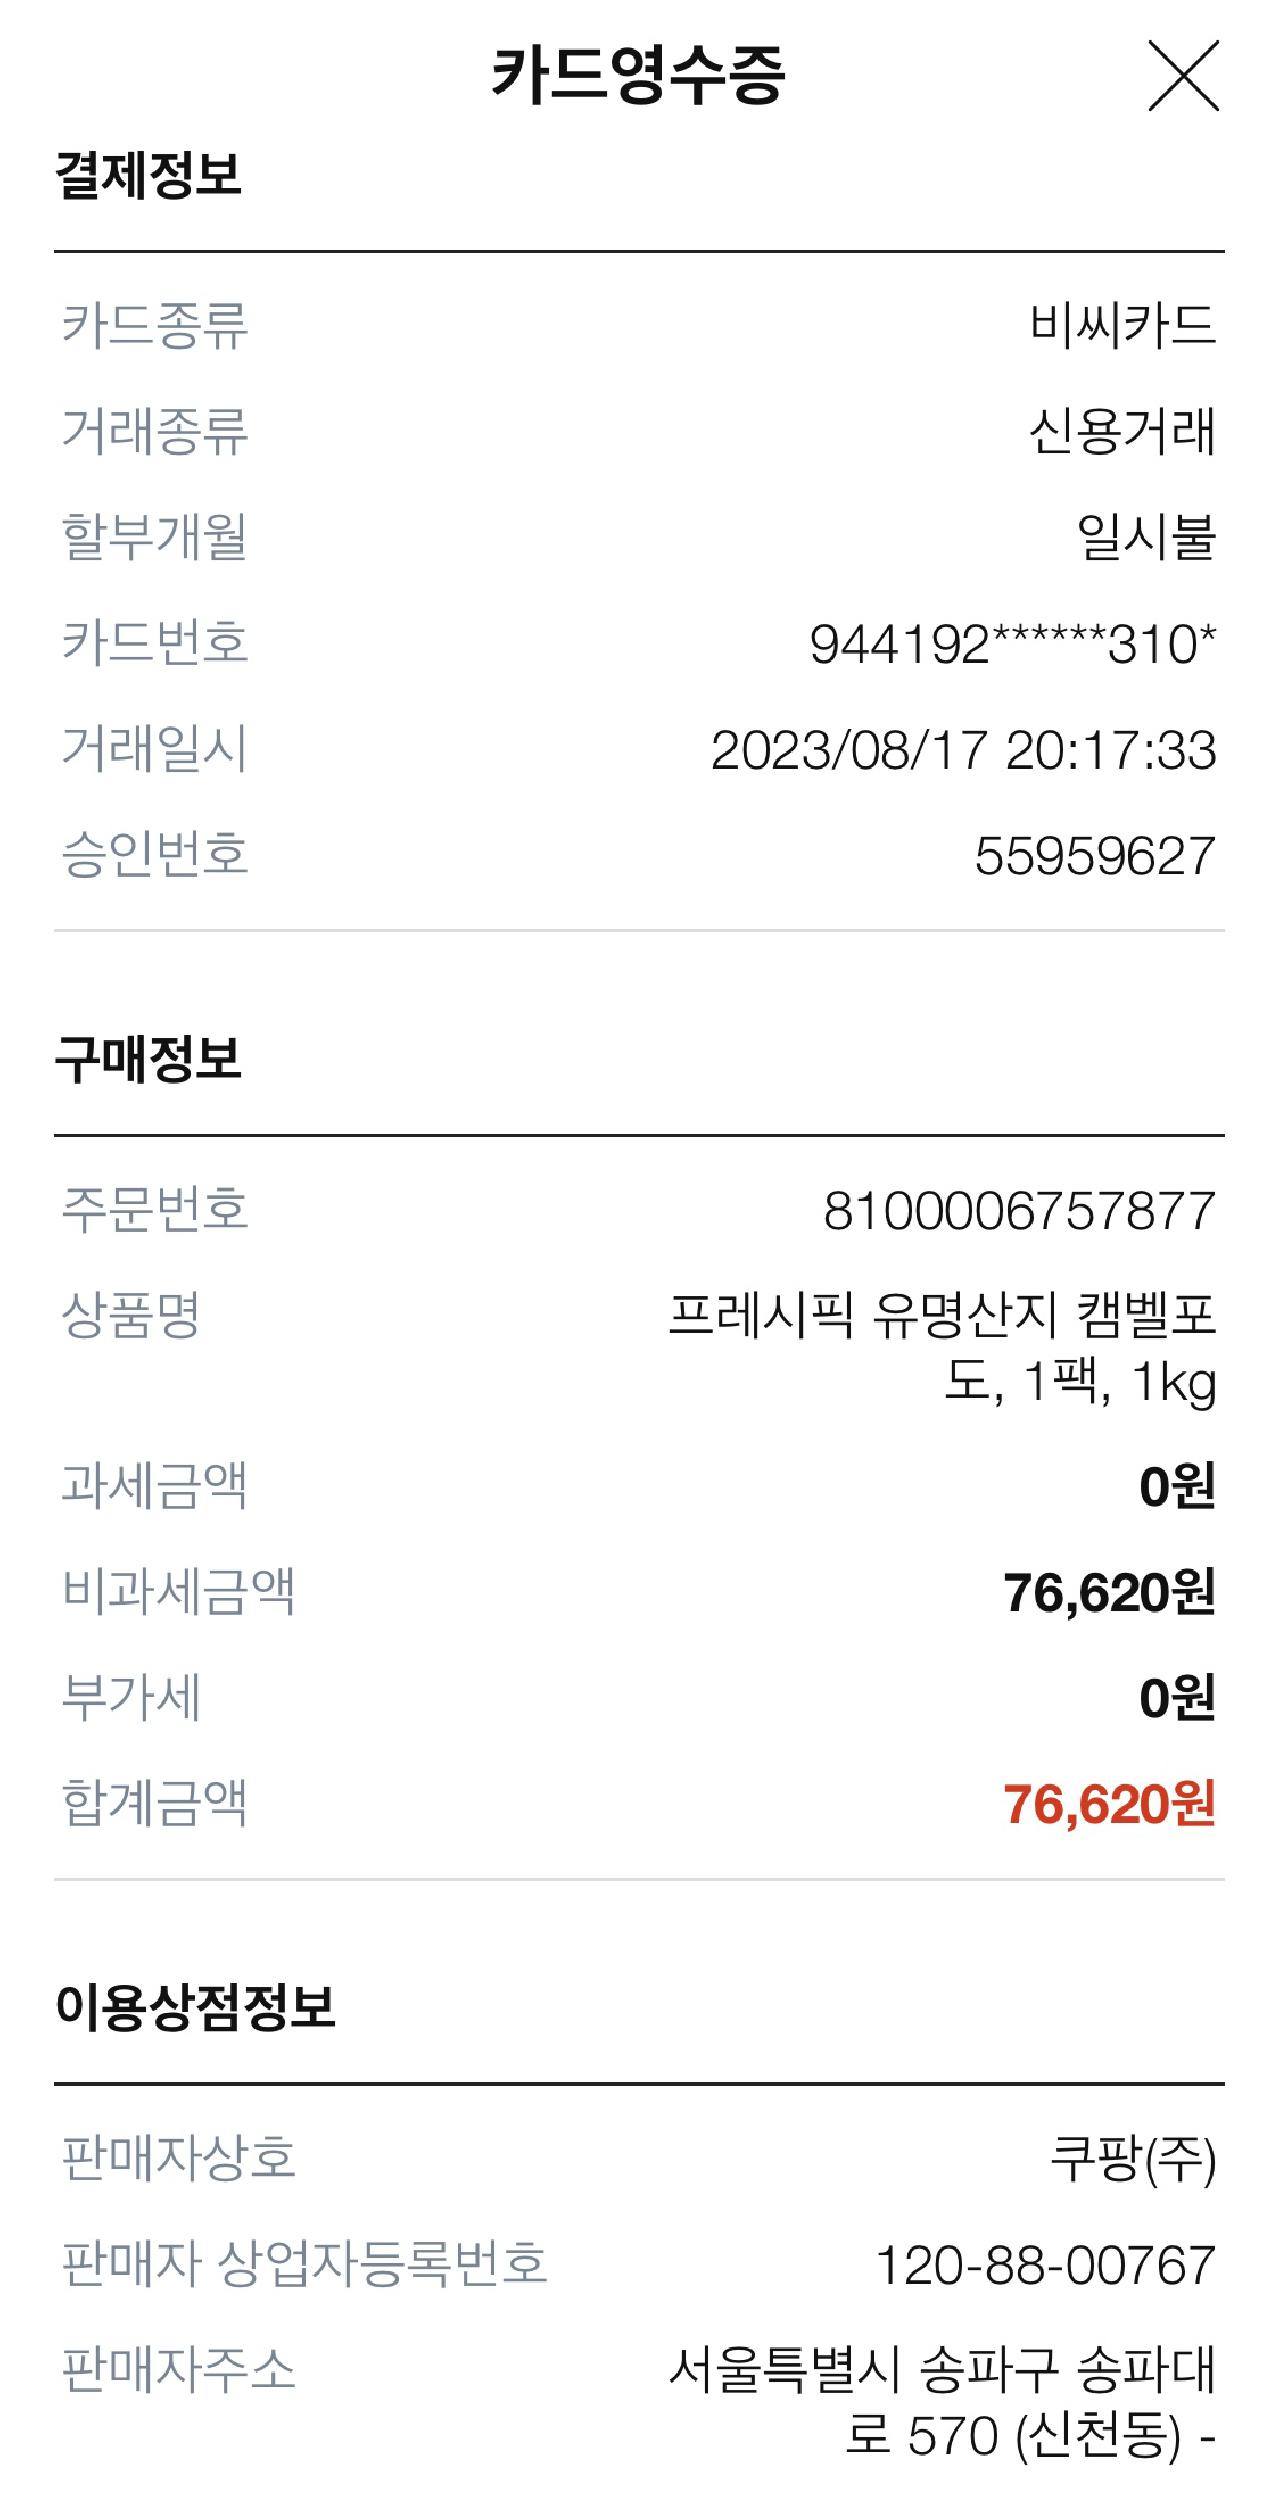 카드영수증
결제정보
카드종류 비씨카드
거래종류 신용거래
할부개월 일시불
카드번호 944192******310*
거래일시 2023/08/17 20:17:33
승인번호 55959627
구매정보
주문번호 8100006757877
상품명 프레시픽 유명산지 캠벨포
도, 1팩, 1kg
과세금액 0원
비과세금액 76,620원
부가세 0원
합계금액 76,620원
이용상점정보
판매자상호 쿠팡(주)
판매자 상업자등록번호 120-88-00767
판매자주소 서울특별시 송파구 송파대
로 570 (신천동) -